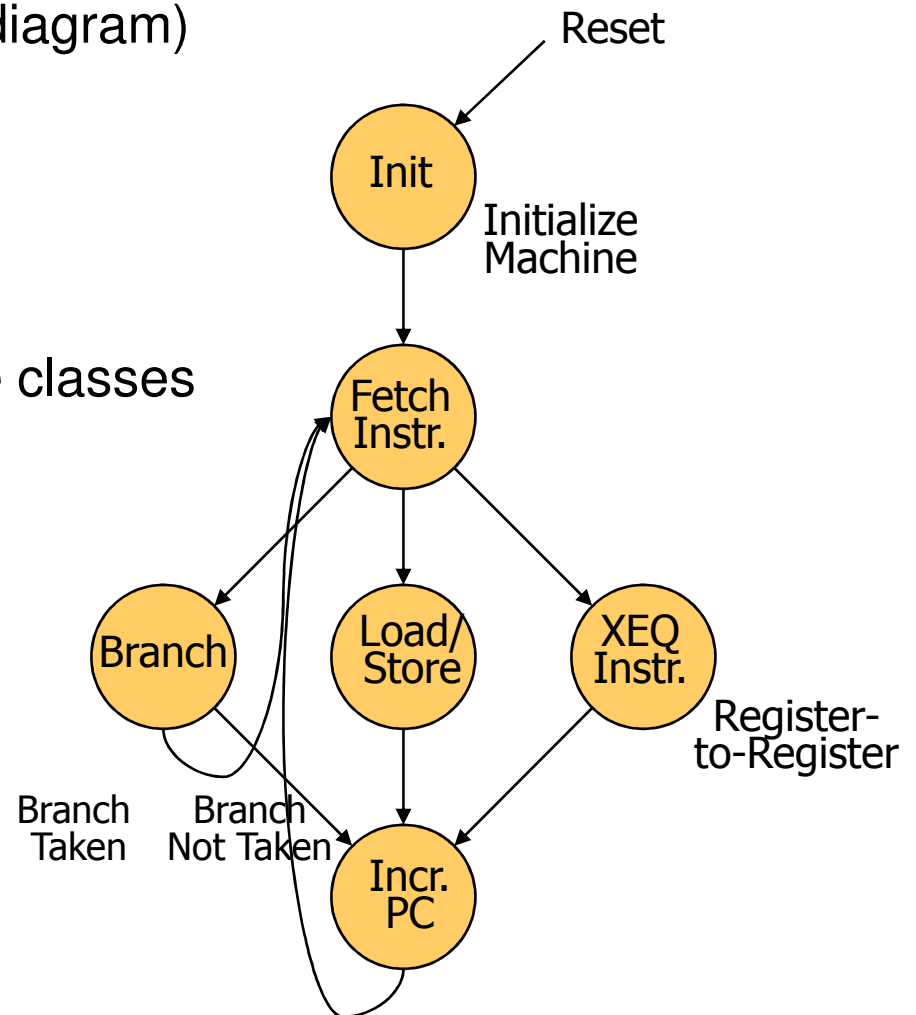 diagram)
Reset
Init
Initialize
Machine
classes
Fetch
Instr.
Branch
Load/
Store
XEQ
Instr.
Register-
to-Register
Branch
Taken
Branch
Not Taken
Incr.
PC